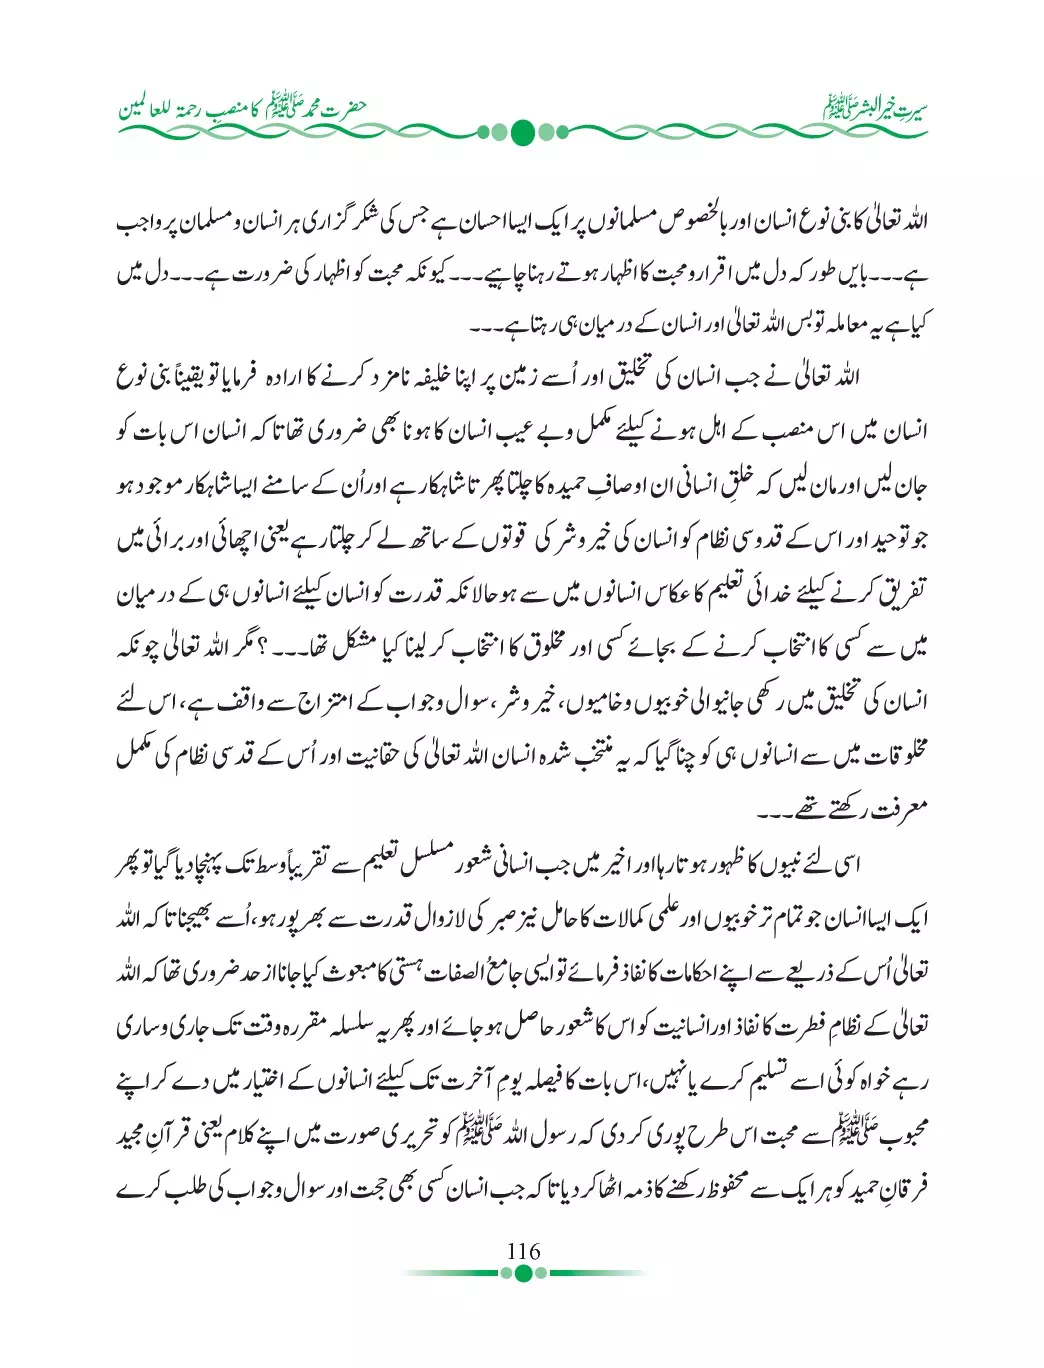 سیرتِ خیرالبشر ﷺ
حضرت محمد ﷺ کا منصبِ رحمۃ للعالمین
اللہ تعالیٰ کا بنی نوع انسان اور بالخصوص مسلمانوں پر ایک ایسا احسان ہے جس کی شکر گزاری ہر انسان و مسلمان پر واجب
ہے۔۔۔بایں طور کہ دل میں اقرار و محبت کا اظہار ہوتے رہنا چاہیے۔۔۔کیونکہ محبت کو اظہار کی ضرورت ہے۔۔۔دل میں
کیا ہے یہ معاملہ تو بس اللہ تعالیٰ اور انسان کے درمیان ہی رہتا ہے۔۔۔
اللہ تعالیٰ نے جب انسان کی تخلیق اور اُسے زمین پر اپنا خلیفہ نامزد کرنے کا ارادہ فرمایا تو یقیناً بنی نوع
انسان میں اس منصب کے اہل ہونے کیلئے مکمل و بے عیب انسان کا ہونا بھی ضروری تھا تاکہ انسان اس بات کو
جان لیں اور مان لیں کہ خلقِ انسانی ان اوصافِ حمیدہ کا چلتا پھرتا شاہکار ہے اور اُن کے سامنے ایسا شاہکار موجود ہو
جو توحید اور اس کے قدوسی نظام کو انسان کی خیر و شر کی قوتوں کے ساتھ لے کر چلتا رہے یعنی اچھائی اور برائی میں
تفریق کرنے کیلئے خدائی تعلیم کا عکاس انسانوں میں سے ہو حالانکہ قدرت کو انسان کیلئے انسانوں ہی کے درمیان
میں سے کسی کا انتخاب کرنے کے بجائے کسی اور مخلوق کا انتخاب کر لینا کیا مشکل تھا۔۔۔؟ مگر اللہ تعالیٰ چونکہ
انسان کی تخلیق میں رکھی جانیوالی خوبیوں و خامیوں، خیر و شر، سوال و جواب کے امتزاج سے واقف ہے، اس لئے
مخلوقات میں سے انسانوں ہی کو چنا گیا کہ یہ منتخب شدہ انسان اللہ تعالیٰ کی حقانیت اور اُس کے قدسی نظام کی مکمل
معرفت رکھتے تھے۔۔۔
اسی لئے نبیوں کا ظہور ہوتا رہا اور اخیر میں جب انسانی شعور مسلسل تعلیم سے تقریباً وسط تک پہنچا دیا گیا تو پھر
ایک ایسا انسان جو تمام تر خوبیوں اور علمی کمالات کا حامل نیز صبر کی لازوال قدرت سے بھرپور ہو، اُسے بھیجنا تاکہ اللہ
تعالیٰ اُس کے ذریعے سے اپنے احکامات کا نفاذ فرمائے تو ایسی جامعُ الصفات ہستی کا مبعوث کیا جانا از حد ضروری تھا کہ اللہ
تعالیٰ کے نظامِ فطرت کا نفاذ اور انسانیت کو اس کا شعور حاصل ہو جائے اور پھر یہ سلسلہ مقررہ وقت تک جاری و ساری
رہے خواہ کوئی اسے تسلیم کرے یا نہیں، اس بات کا فیصلہ یومِ آخرت تک کیلئے انسانوں کے اختیار میں دے کر اپنے
محبوب ﷺ سے محبت اس طرح پوری کر دی کہ رسول اللہ ﷺ کو تحریری صورت میں اپنے کلام یعنی قرآنِ مجید
فرقانِ حمید کو ہر ایک سے محفوظ رکھنے کا ذمہ اٹھا کر دیا تاکہ جب انسان کسی بھی حجت اور سوال و جواب کی طلب کرے
116